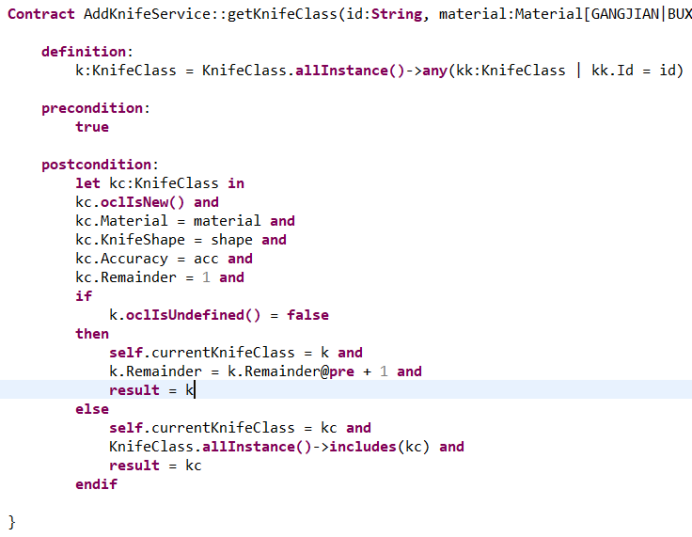 Contract AddKnifeService::getKnifeClass(id:String, material:Material[GANGJIAN|BUX
definition:
k:KnifeClass = KnifeClass.allInstance()->any(kk:KnifeClass | kk.Id = id)
precondition:
true
postcondition:
let kc:KnifeClass in
kc.oclIsNew() and
kc.Material = material and
kc.KnifeShape = shape and
kc.Accuracy = acc and
kc.Remainder = 1 and
if
k.oclIsUndefined() = false
then
self.currentKnifeClass = k and
k.Remainder = k.Remainder@pre + 1 and
result = k
else
self.currentKnifeClass = kc and
KnifeClass.allInstance()->includes(kc) and
result = kc
endif
}